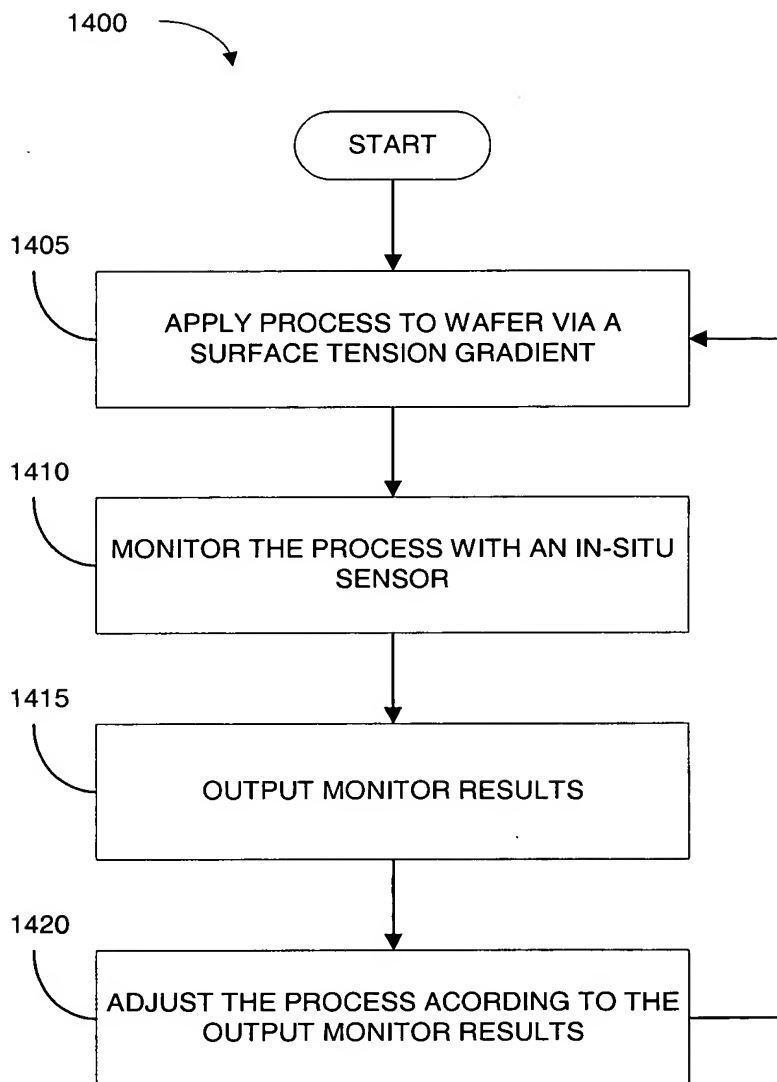 1400
START
1405
APPLY PROCESS TO WAFER VIA A
SURFACE TENSION GRADIENT
1410
MONITOR THE PROCESS WITH AN IN-SITU
SENSOR
1415
OUTPUT MONITOR RESULTS
1420
ADJUST THE PROCESS ACORDING TO THE
OUTPUT MONITOR RESULTS